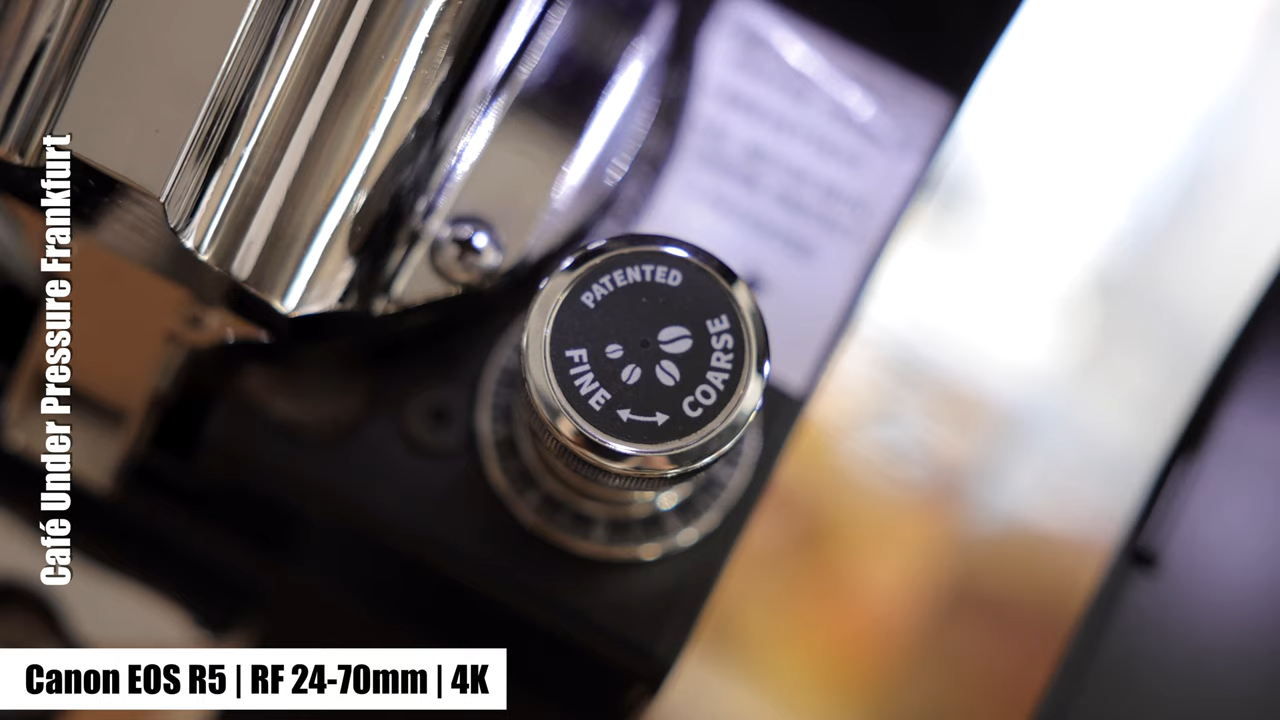 Café Under Pressure Frankfurt
PATENTED
FINE
COARSE
Canon EOS R5 | RF 24-70mm | 4K